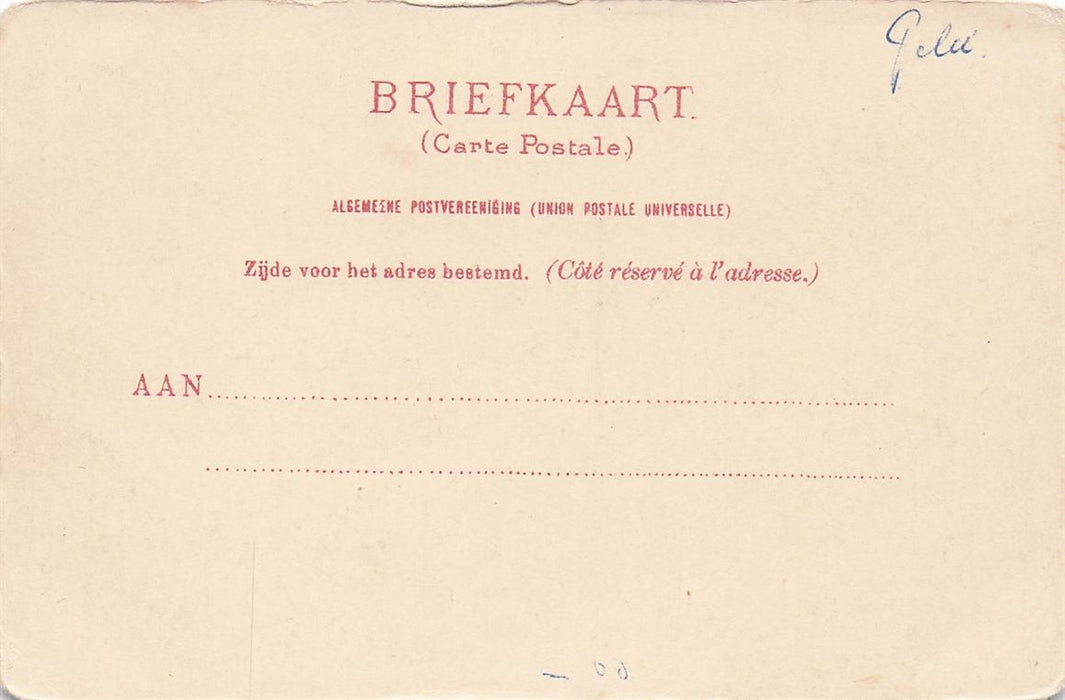 BRIEFKAART.
(Carte Postale.)
ALGEMEENE POSTVEREENIGING (UNION POSTALE UNIVERSELLE)
Zijde voor het adres bestemd. (Côté réservé à l'adresse.)
AAN